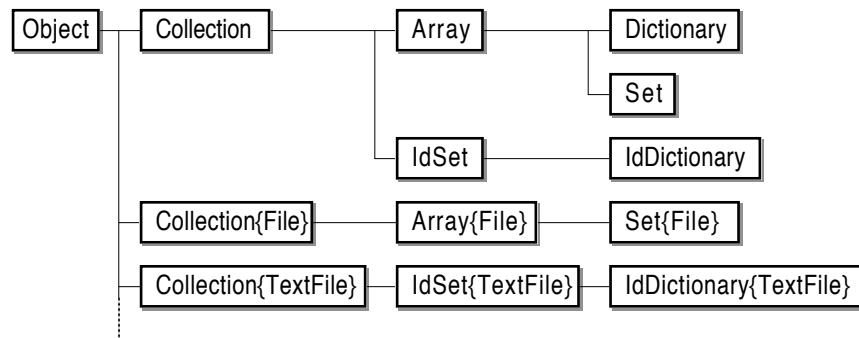 Object
Collection
Array
Dictionary
Set
IdSet
IdDictionary
Collection{File}
Array{File}
Set{File}
Collection{TextFile}
IdSet{TextFile}
IdDictionary{TextFile}